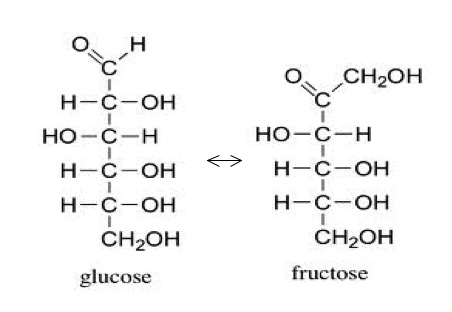 O H
C
H–C–OH
HO–C–H
H–C–OH
H–C–OH
CH₂OH
glucose
O CH₂OH
C
HO–C–H
H–C–OH
H–C–OH
CH₂OH
fructose